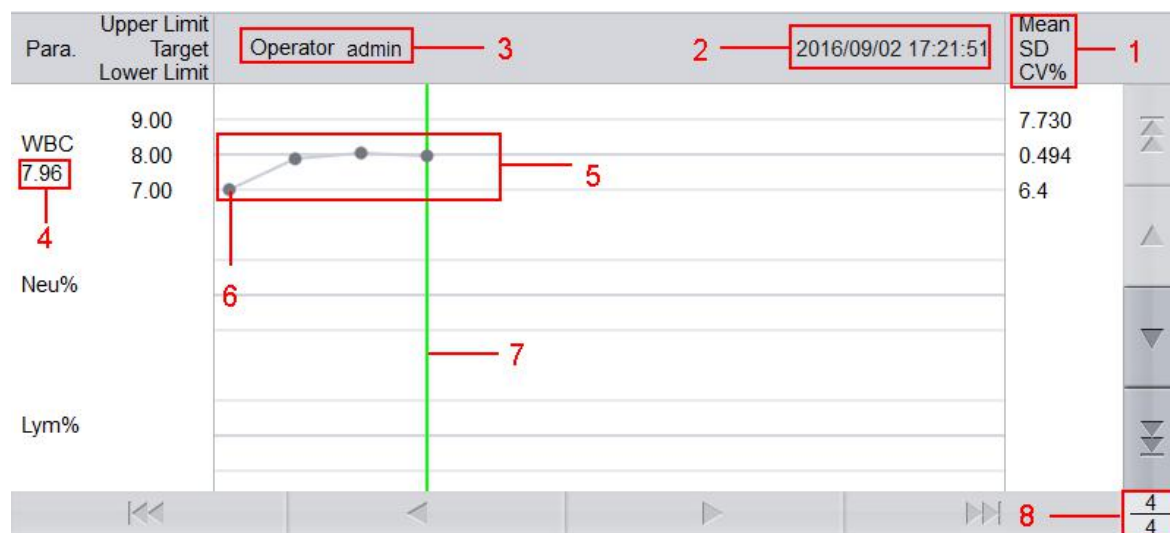 Para.
Upper Limit
Target
Lower Limit
Operator admin
3
2
2016/09/02 17:21:51
Mean
SD
CV%
1
WBC
7.96
4
9.00
8.00
7.00
5
6
7.730
0.494
6.4
Neu%
7
Lym%
8
4
4